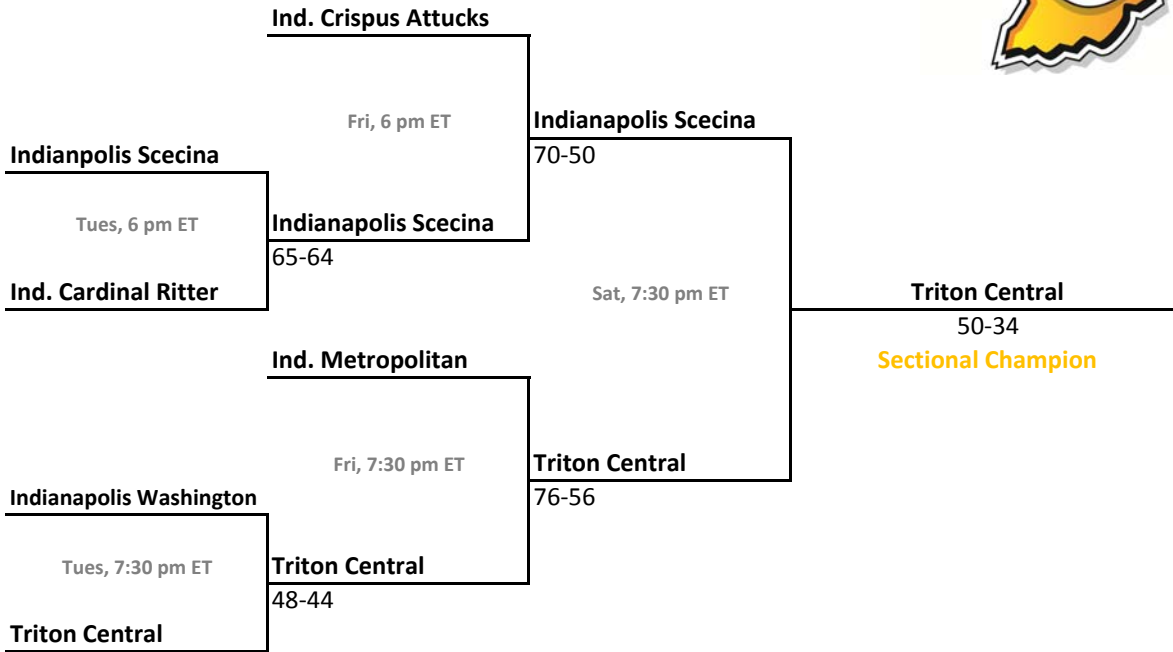 Ind. Crispus Attucks
Fri, 6 pm ET
Indianapolis Scecina
Indianpolis Scecina
70-50
Tues, 6 pm ET
Indianapolis Scecina
65-64
Ind. Cardinal Ritter
Sat, 7:30 pm ET
Triton Central
50-34
Ind. Metropolitan
Sectional Champion
Fri, 7:30 pm ET
Triton Central
Indianapolis Washington
76-56
Tues, 7:30 pm ET
Triton Central
48-44
Triton Central